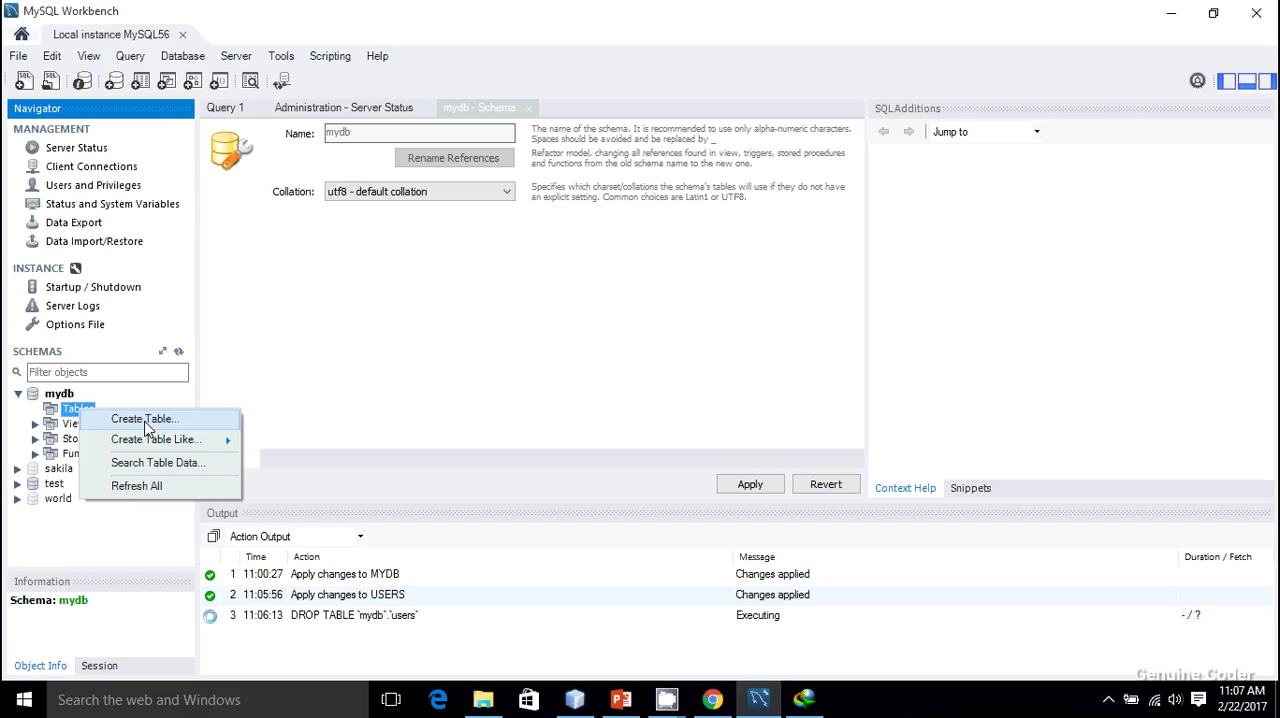 MySQL Workbench
Local instance MySQL56
File Edit View Query Database Server Tools Scripting Help
Navigator
MANAGEMENT
Server Status
Client Connections
Users and Privileges
Status and System Variables
Data Export
Data Import/Restore
INSTANCE
Startup / Shutdown
Server Logs
Options File
SCHEMAS
Filter objects
mydb
Tables
Vie
Sto
Fun
sakila
test
world
Create Table...
Create Table Like...
Search Table Data...
Refresh All
Information
Schema: mydb
Object Info Session
Query 1 Administration - Server Status mydb - Schema
Name: mydb
The name of the schema. It is recommended to use only alpha-numeric characters.
Spaces should be avoided and be replaced by _
Rename References
Refactor model, changing all references found in view, triggers, stored procedures
and functions from the old schema name to the new one.
Collation: utf8 - default collation
Specifies which charset/collations the schema's tables will use if they do not have
an explicit setting. Common choices are Latin1 or UTF8.
Apply Revert
SQLAdditions
Jump to
Context Help Snippets
Output
Action Output
Time Action Message Duration / Fetch
1 11:00:27 Apply changes to MYDB Changes applied
2 11:05:56 Apply changes to USERS Changes applied
3 11:06:13 DROP TABLE `mydb`.`users` Executing - / ?
Genuine Coder
Search the web and Windows
11:07 AM
2/22/2017